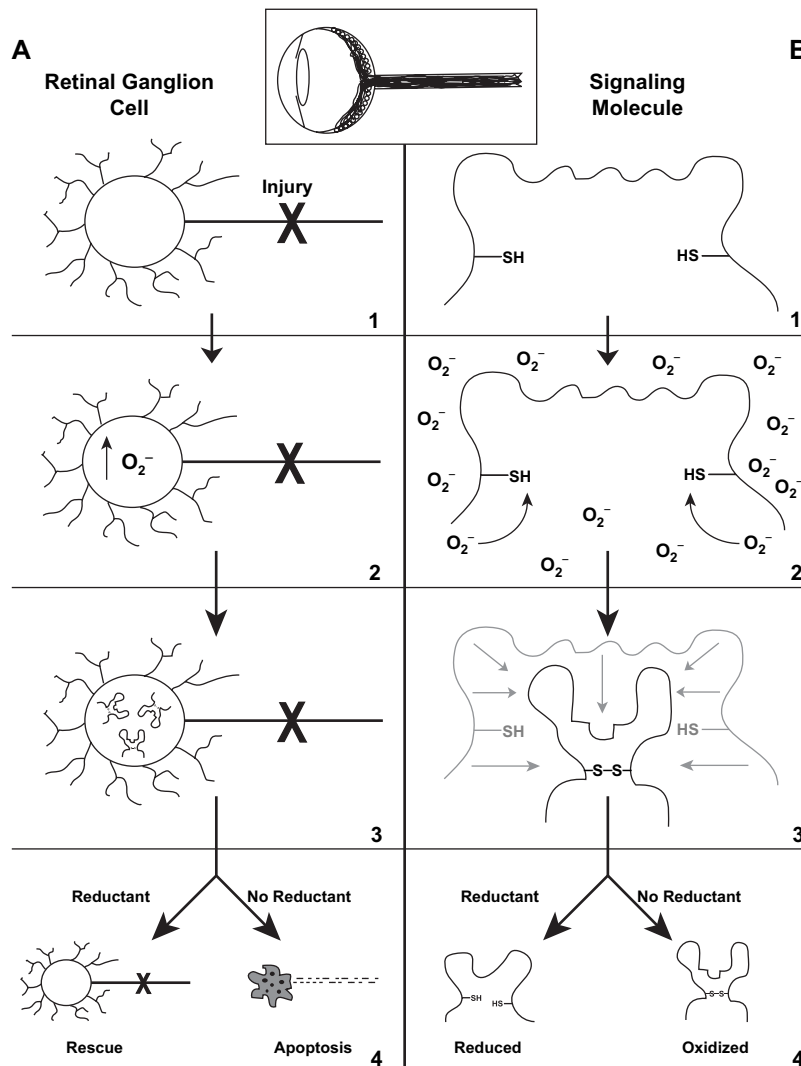 A
B
Retinal Ganglion
Cell
Signaling
Molecule
Injury
X
SH
HS
1
1
O₂⁻
X
O₂⁻ O₂⁻ O₂⁻ O₂⁻
O₂⁻ O₂⁻
O₂⁻
O₂⁻ SH HS O₂⁻
O₂⁻
O₂⁻ O₂⁻
O₂⁻ O₂⁻
2
2
X
SH HS
S–S
3
3
Reductant No Reductant
Reductant No Reductant
X
SH HS
S–S
Rescue Apoptosis
Reduced Oxidized
4
4